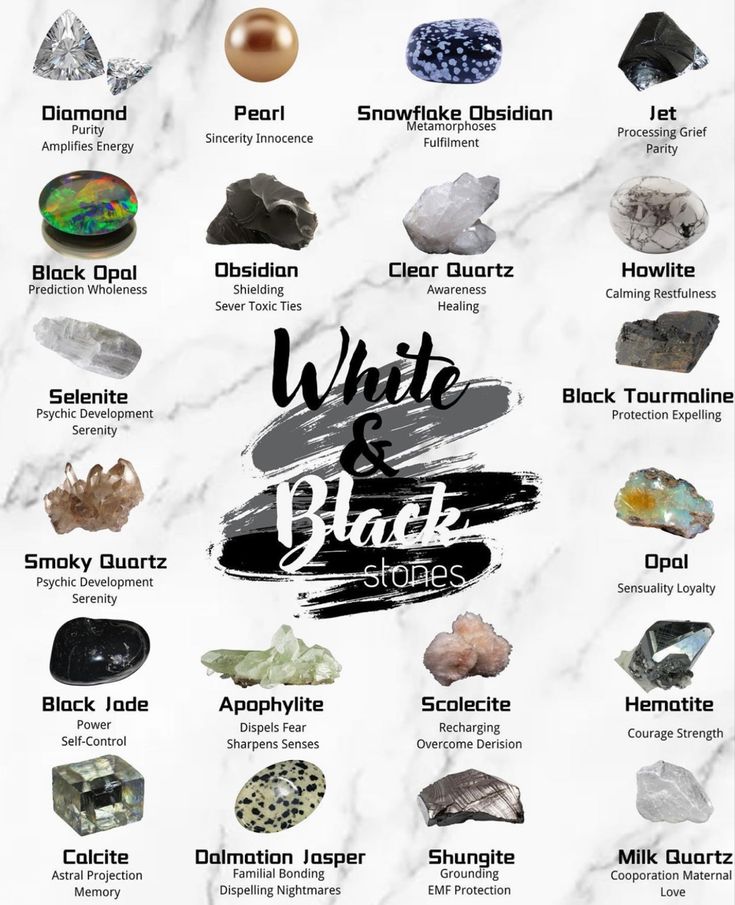 Diamond
Purity
Amplifies Energy
Pearl
Sincerity Innocence
Snowflake Obsidian
Metamorphoses
Fulfilment
Jet
Processing Grief
Parity
Black Opal
Prediction Wholeness
Obsidian
Shielding
Sever Toxic Ties
Clear Quartz
Awareness
Healing
Howlite
Calming Restfulness
Selenite
Psychic Development
Serenity
White
&
Black
stones
Black Tourmaline
Protection Expelling
Smoky Quartz
Psychic Development
Serenity
Opal
Sensuality Loyalty
Black Jade
Power
Self-Control
Apophylite
Dispels Fear
Sharpens Senses
Scolecite
Recharging
Overcome Derision
Hematite
Courage Strength
Calcite
Astral Projection
Memory
Dalmation Jasper
Familial Bonding
Dispelling Nightmares
Shungite
Grounding
EMF Protection
Milk Quartz
Cooporation Maternal
Love